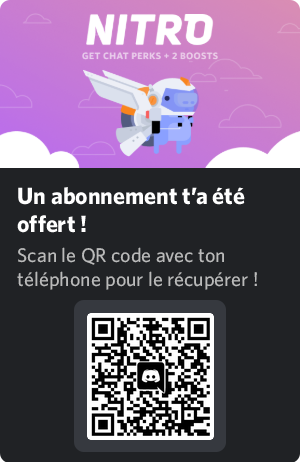 NITRO
GET CHAT PERKS + 2 BOOSTS
Un abonnement t'a été
offert !
Scan le QR code avec ton
téléphone pour le récupérer !